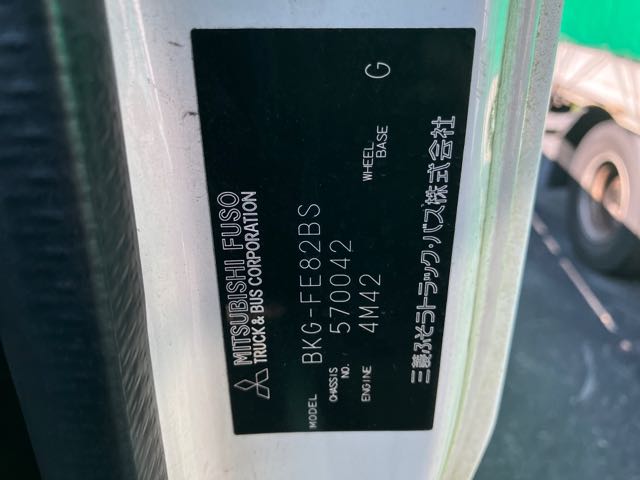 MITSUBISHI FUSO
TRUCK & BUS CORPORATION
MODEL BKG-FE82BS
CHASSIS NO. 570042
ENGINE 4M42 WHEEL BASE G
三菱ふそうトラック・バス株式会社